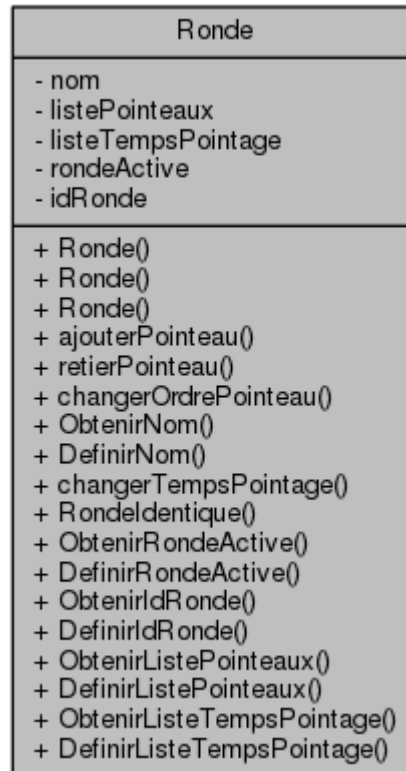 Ronde
- nom
- listePointeaux
- listeTempsPointage
- rondeActive
- idRonde
+ Ronde()
+ Ronde()
+ Ronde()
+ ajouterPointeau()
+ retierPointeau()
+ changerOrdrePointeau()
+ ObtenirNom()
+ DefinirNom()
+ changerTempsPointage()
+ RondeIdentique()
+ ObtenirRondeActive()
+ DefinirRondeActive()
+ ObtenirIdRonde()
+ DefinirIdRonde()
+ ObtenirListePointeaux()
+ DefinirListePointeaux()
+ ObtenirListeTempsPointage()
+ DefinirListeTempsPointage()